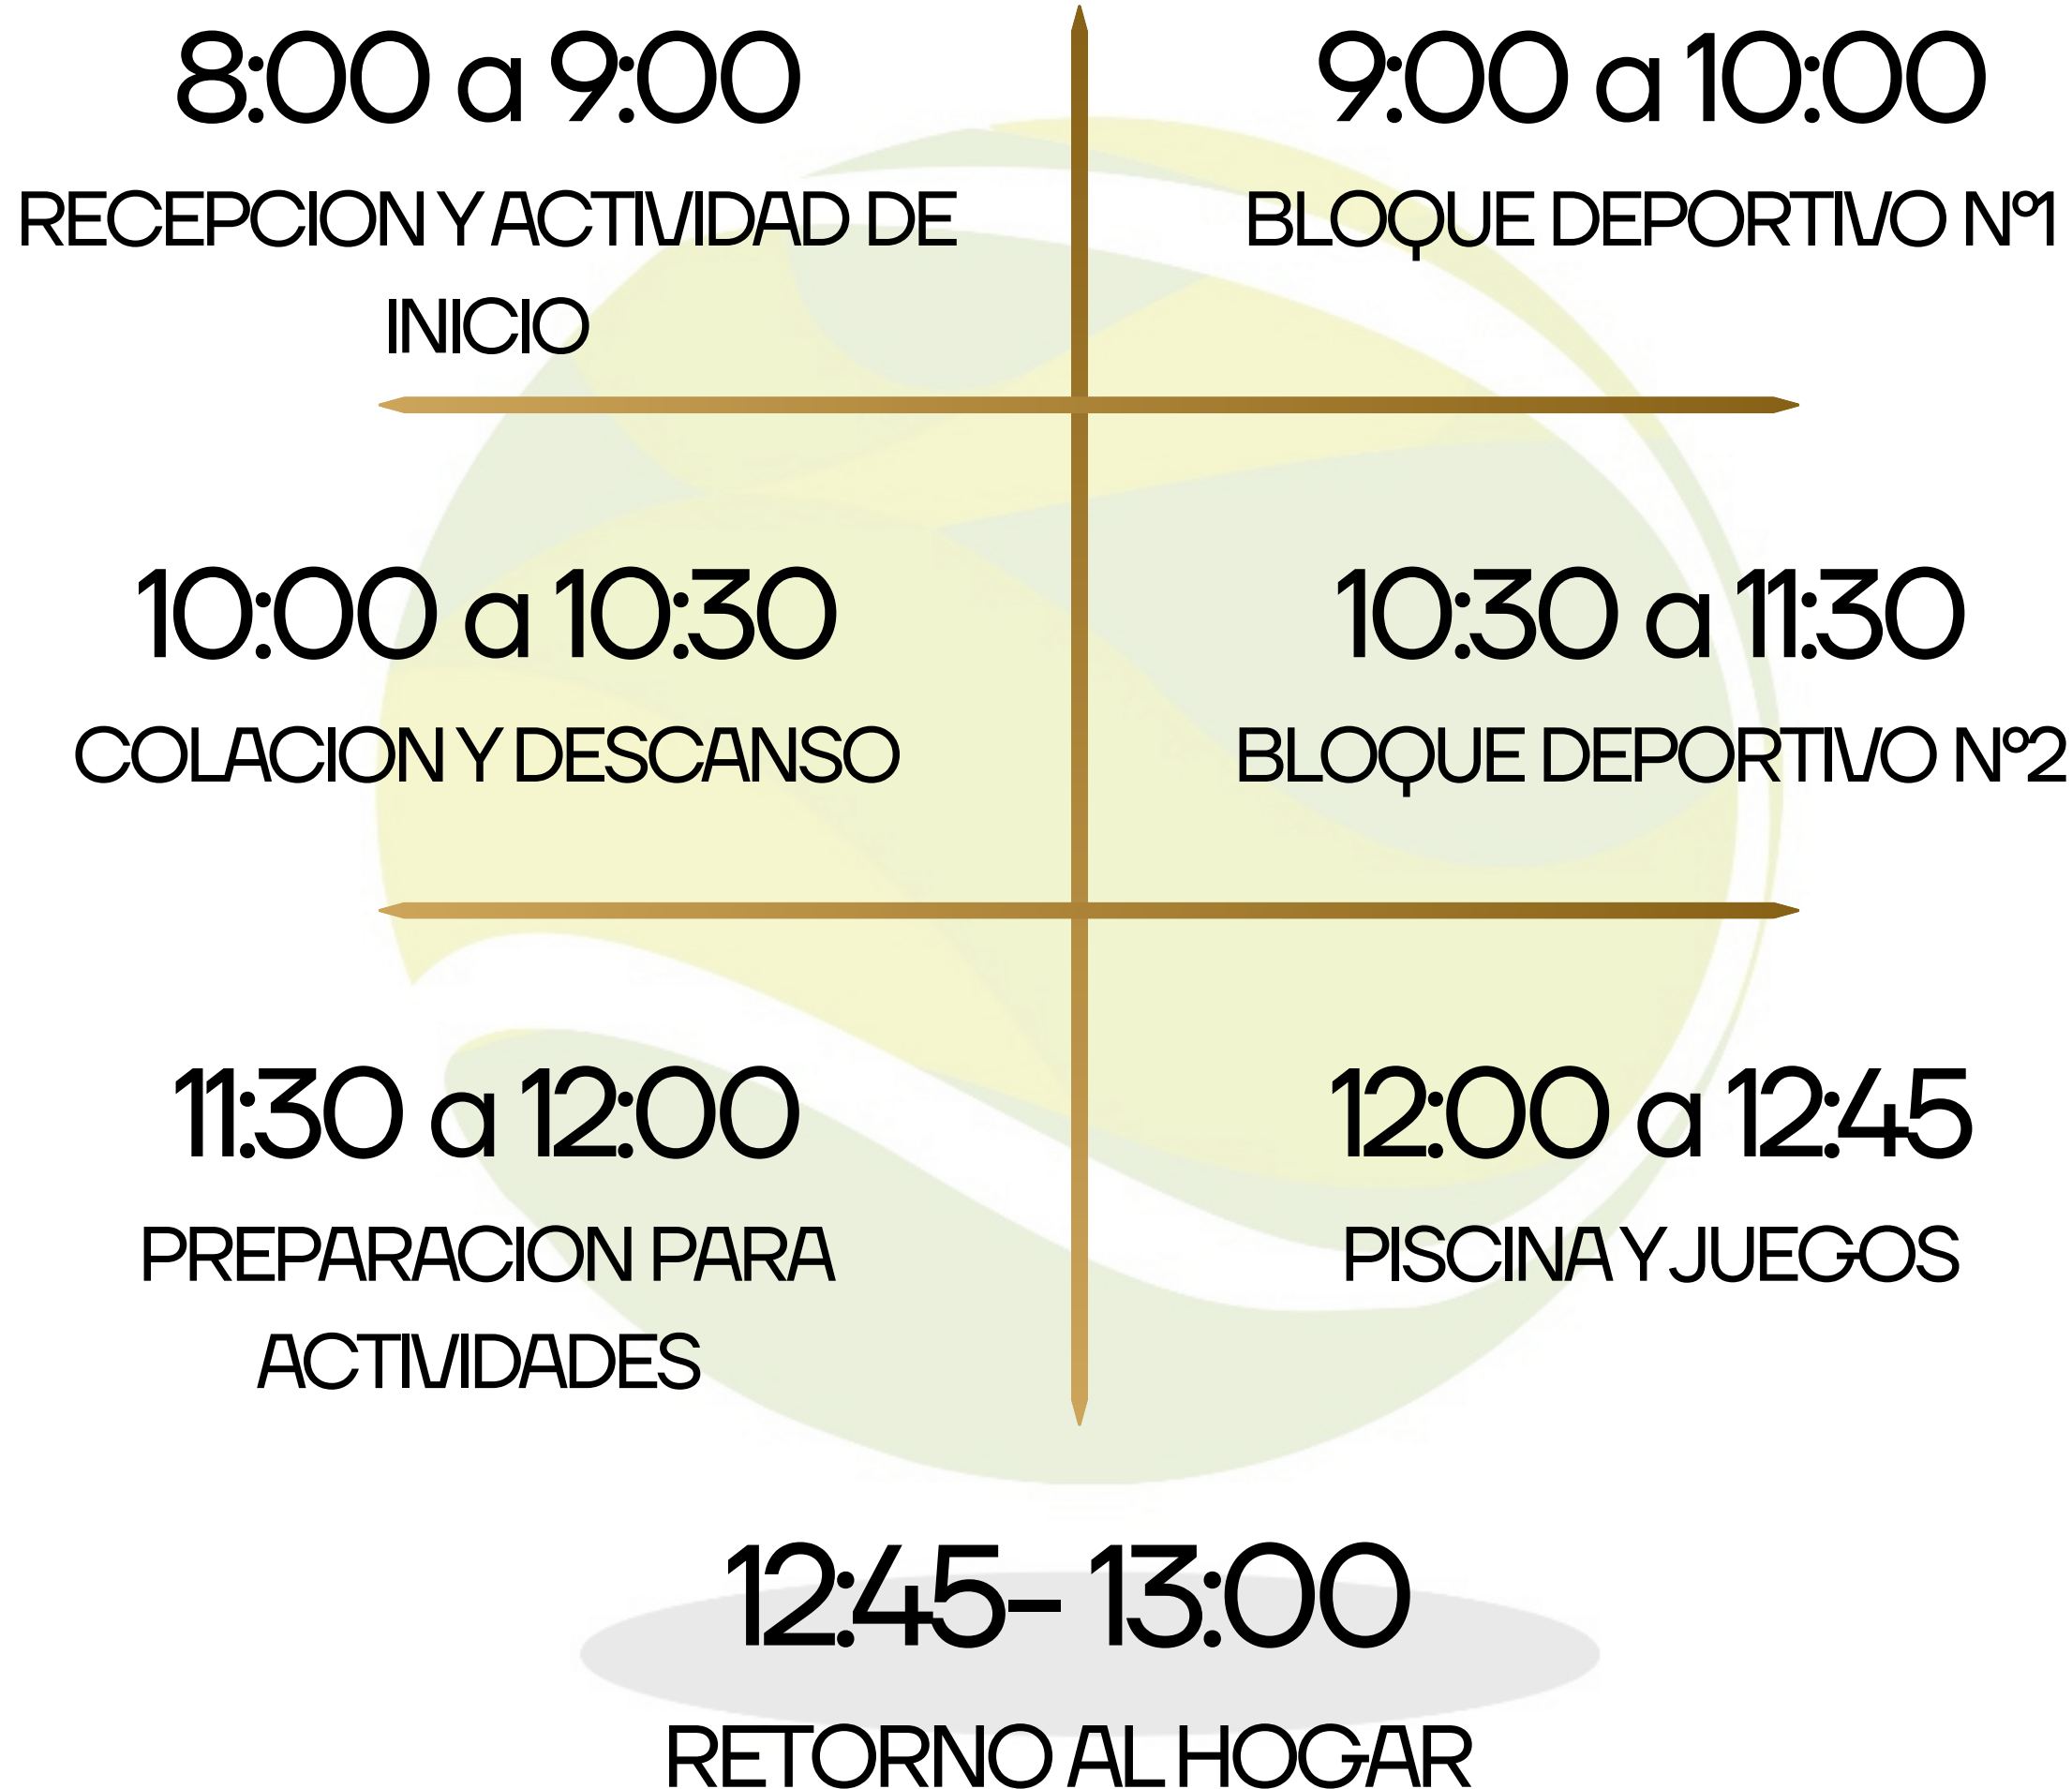 8:00 a 9:00
RECEPCION Y ACTIVIDAD DE
INICIO
9:00 a 10:00
BLOQUE DEPORTIVO Nº1
10:00 a 10:30
COLACION Y DESCANSO
10:30 a 11:30
BLOQUE DEPORTIVO Nº2
11:30 a 12:00
PREPARACION PARA
ACTIVIDADES
12:00 a 12:45
PISCINA Y JUEGOS
12:45- 13:00
RETORNO AL HOGAR